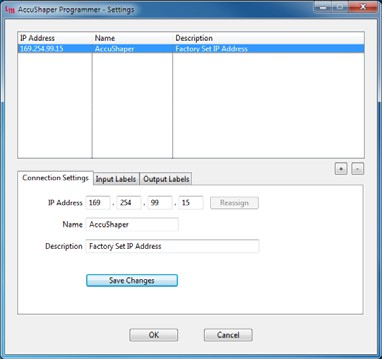 AccuShaper Programmer - Settings
IP Address Name Description
169.254.99.15 AccuShaper Factory Set IP Address
+ -
Connection Settings Input Labels Output Labels
IP Address 169 . 254 . 99 . 15 Reassign
Name AccuShaper
Description Factory Set IP Address
Save Changes
OK Cancel